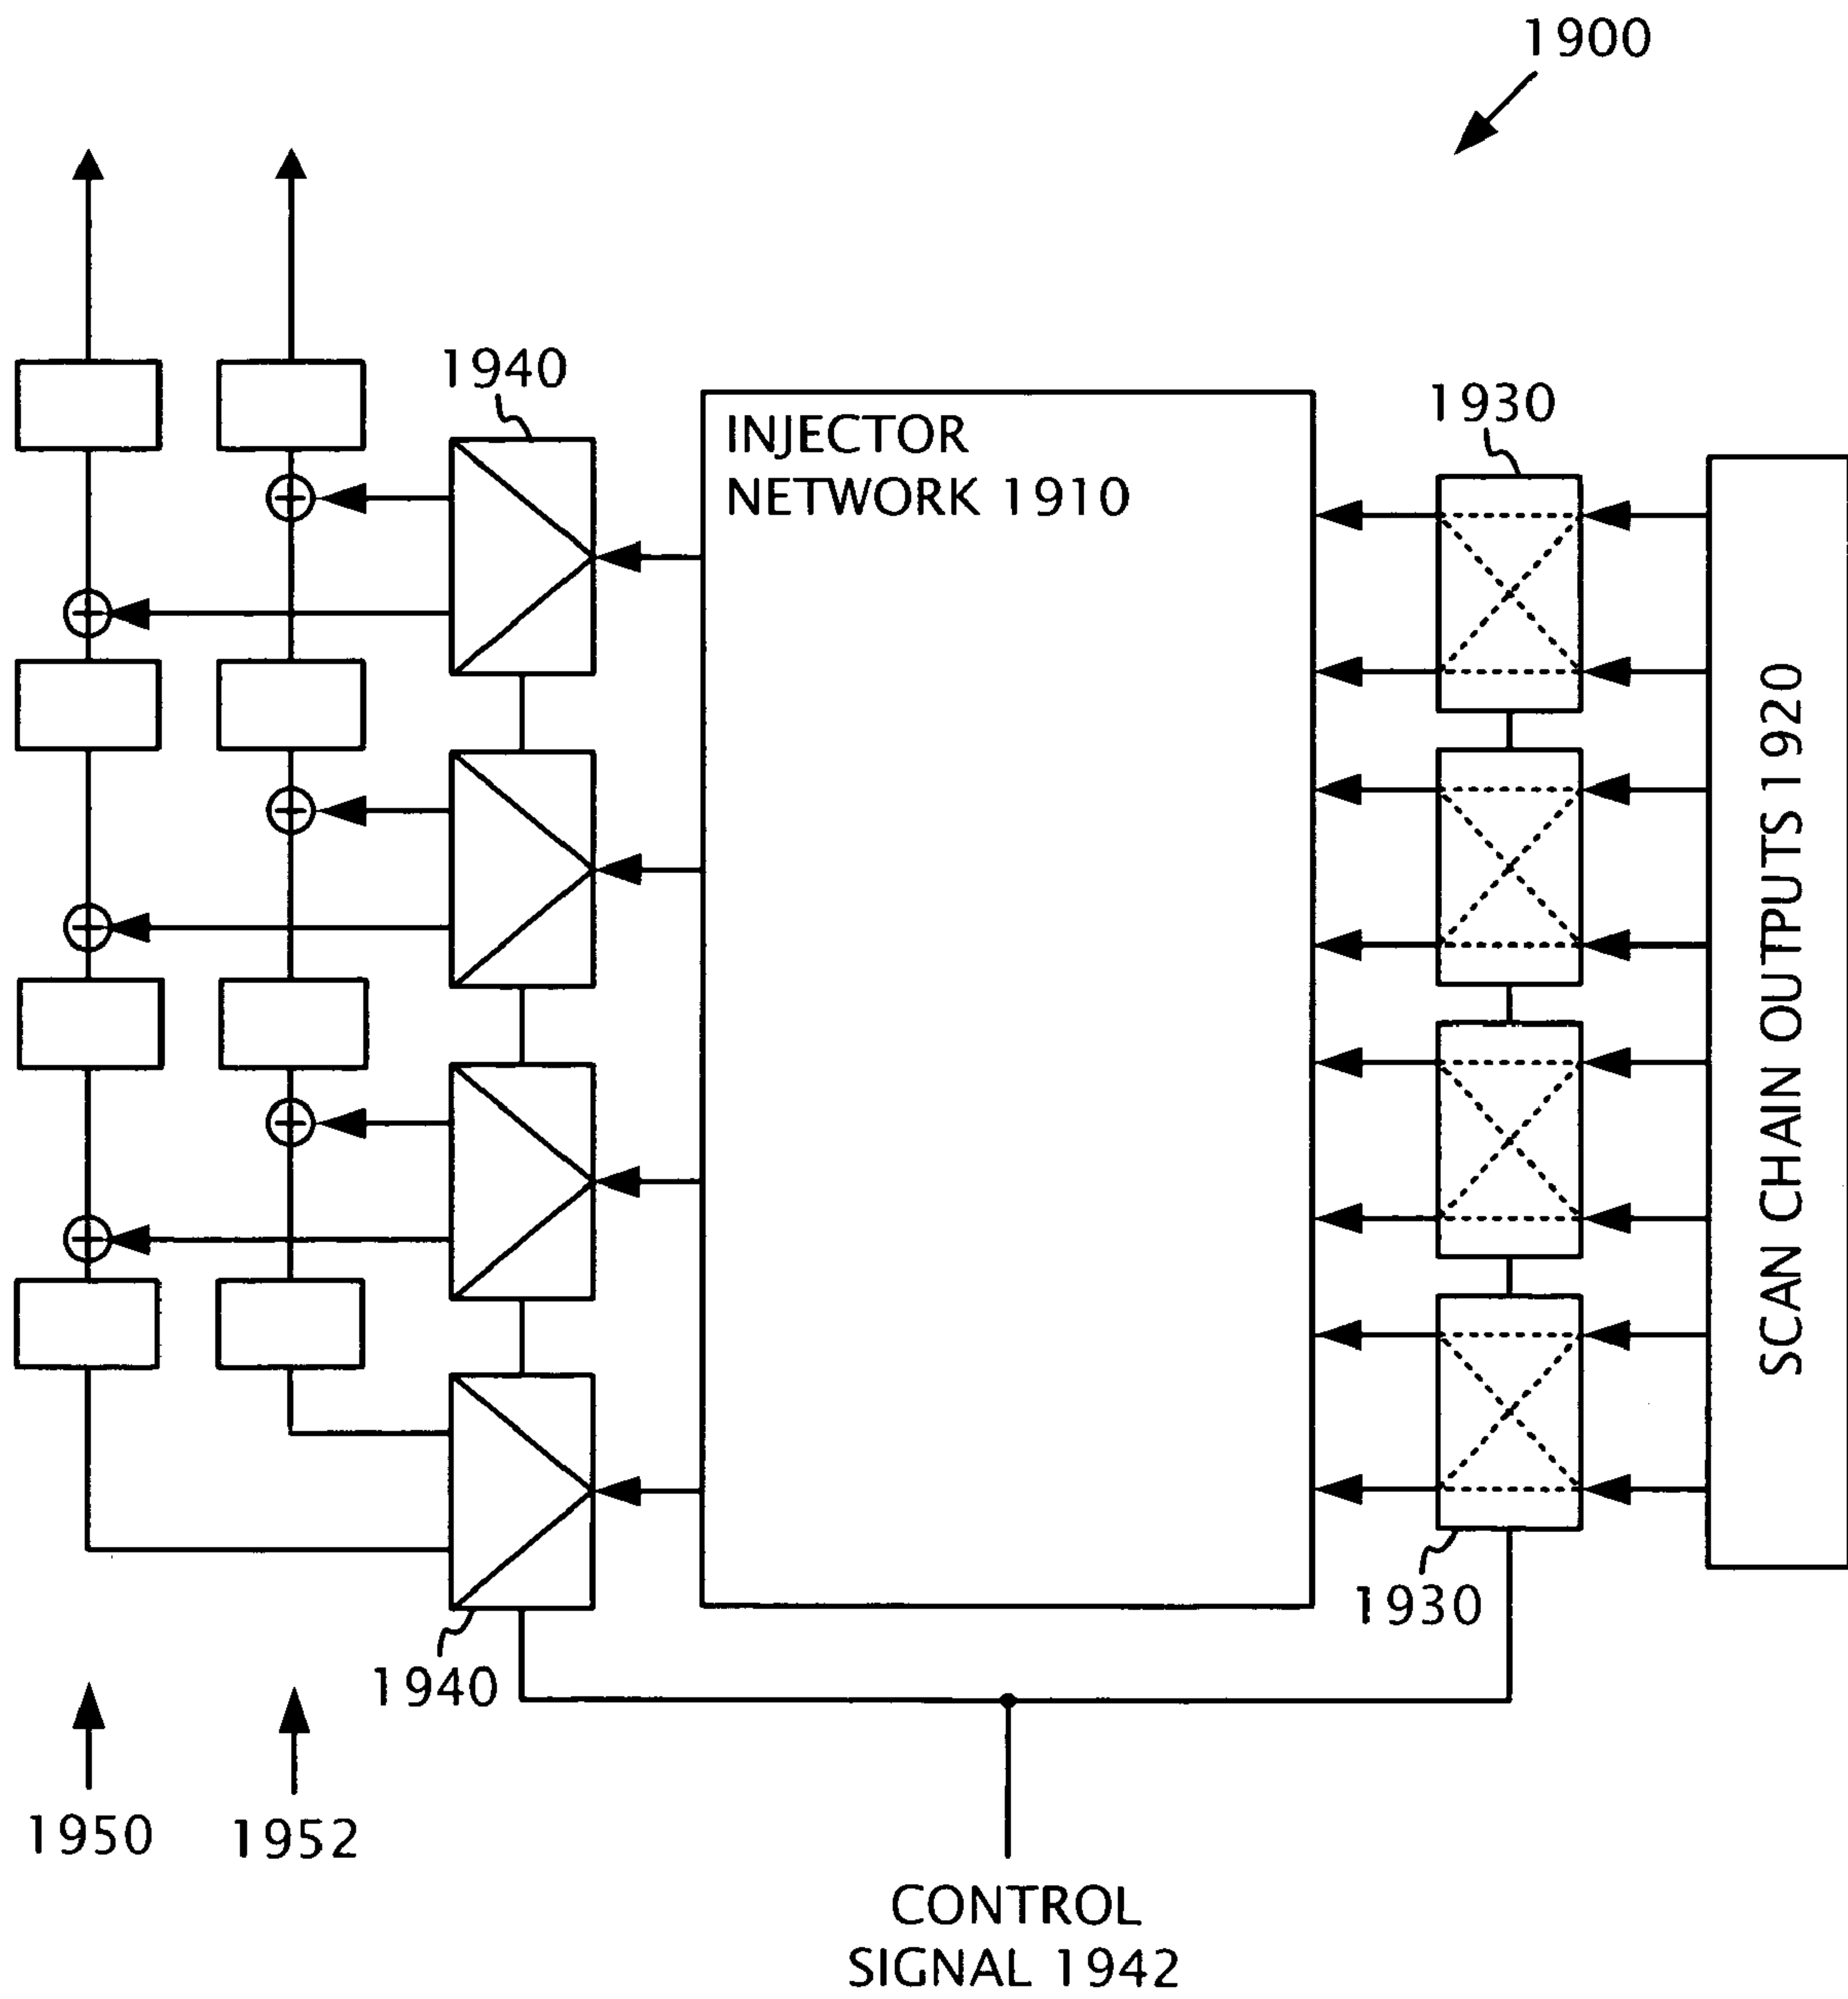 1900
1940
1930
INJECTOR
NETWORK 1910
SCAN CHAIN OUTPUTS 1920
1930
1940
1950
1952
CONTROL
SIGNAL 1942